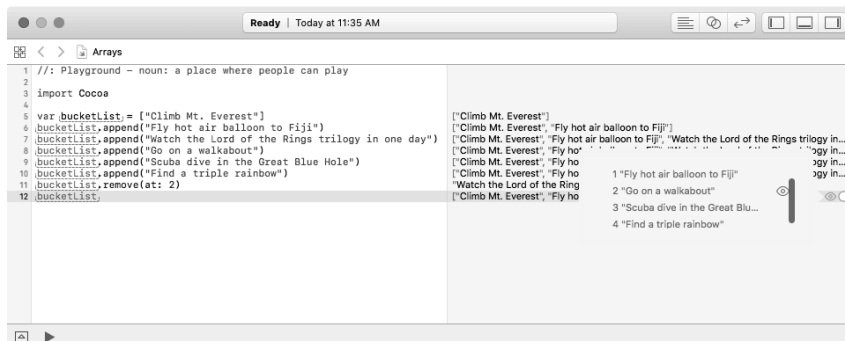 Ready | Today at 11:35 AM
Arrays
1 //: Playground – noun: a place where people can play
2
3 import Cocoa
4
5 var bucketList = ["Climb Mt. Everest"]
6 bucketList.append("Fly hot air balloon to Fiji")
7 bucketList.append("Watch the Lord of the Rings trilogy in one day")
8 bucketList.append("Go on a walkabout")
9 bucketList.append("Scuba dive in the Great Blue Hole")
10 bucketList.append("Find a triple rainbow")
11 bucketList.remove(at: 2)
12 bucketList
["Climb Mt. Everest"]
["Climb Mt. Everest", "Fly hot air balloon to Fiji"]
["Climb Mt. Everest", "Fly hot air balloon to Fiji", "Watch the Lord of the Rings trilogy in...
["Climb Mt. Everest", "Fly
["Climb Mt. Everest", "Fly ho
["Climb Mt. Everest", "Fly ho
"Watch the Lord of the Ring
["Climb Mt. Everest", "Fly ho
1 "Fly hot air balloon to Fiji"
2 "Go on a walkabout"
3 "Scuba dive in the Great Blu...
4 "Find a triple rainbow"